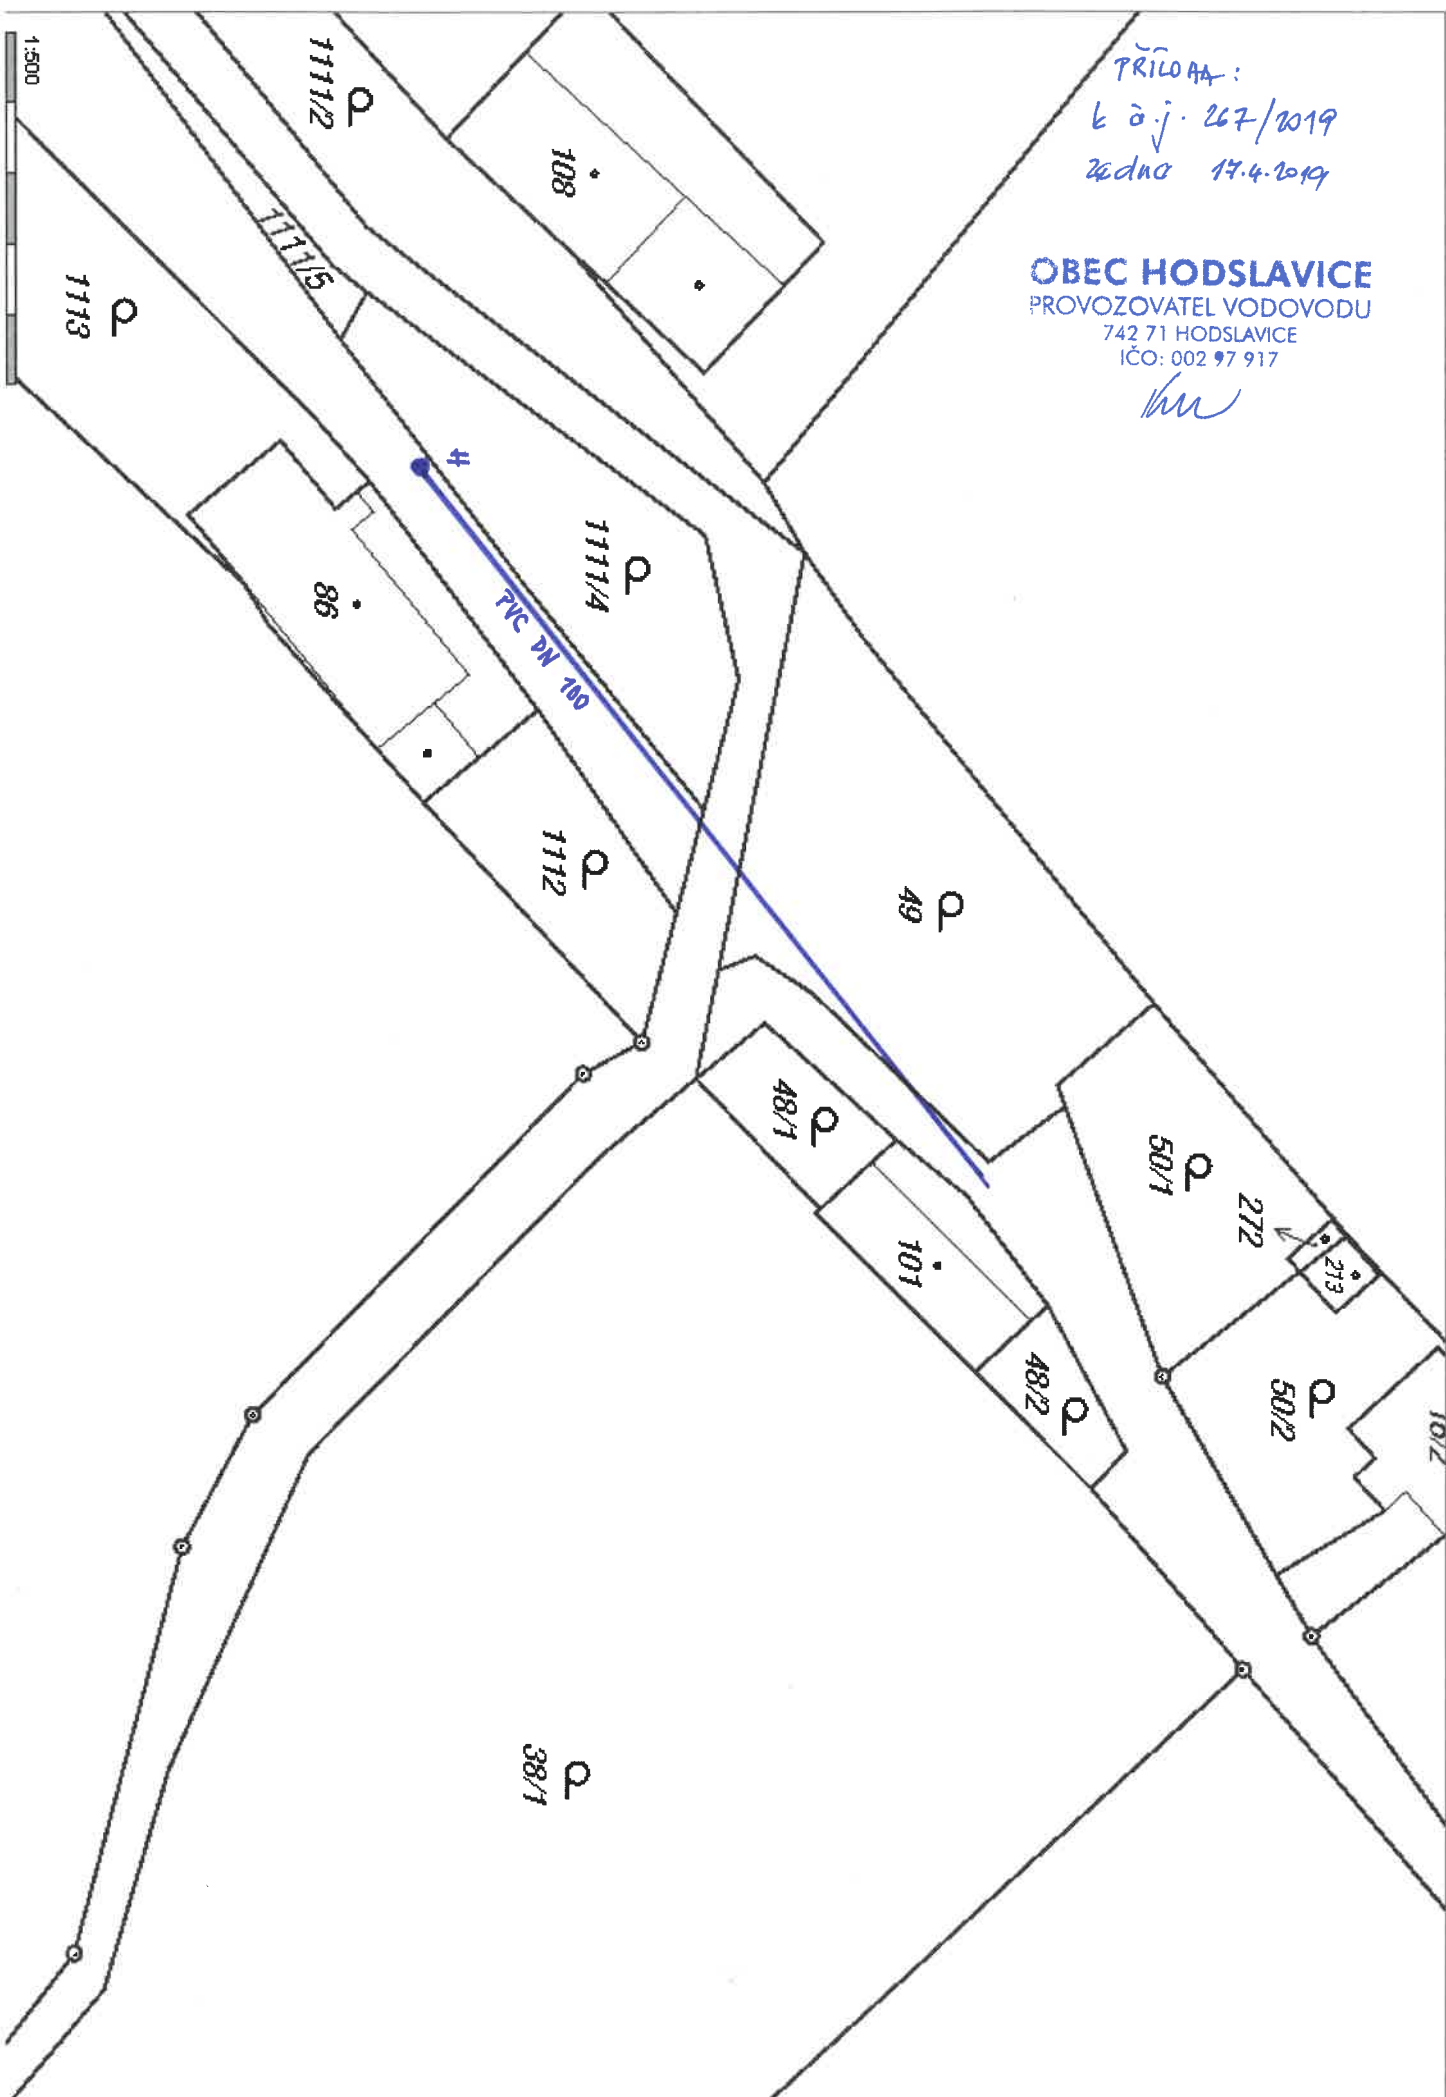 PŘÍLOHA:
k č.j. 267/2019
ze dne 17.4.2019
OBEC HODSLAVICE
PROVOZOVATEL VODOVODU
742 71 HODSLAVICE
IČO: 002 97 917
1:500
1111/2
108
1111/5
1113
H
1111/4
PVC DN 100
86
1112
49
48/1
50/1
272
213
101
48/2
50/2
38/1